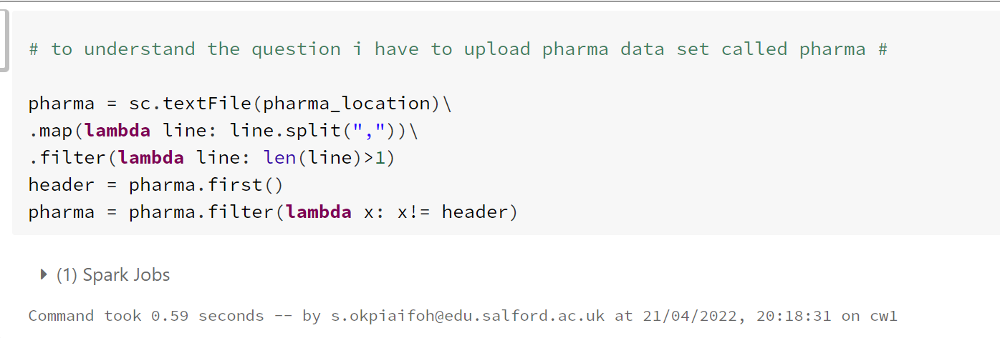 # to understand the question i have to upload pharma data set called pharma #
pharma = sc.textFile(pharma_location)\
.map(lambda line: line.split(","))\
.filter(lambda line: len(line)>1)
header = pharma.first()
pharma = pharma.filter(lambda x: x!= header)
(1) Spark Jobs
Command took 0.59 seconds -- by s.okpiaifoh@edu.salford.ac.uk at 21/04/2022, 20:18:31 on cw1